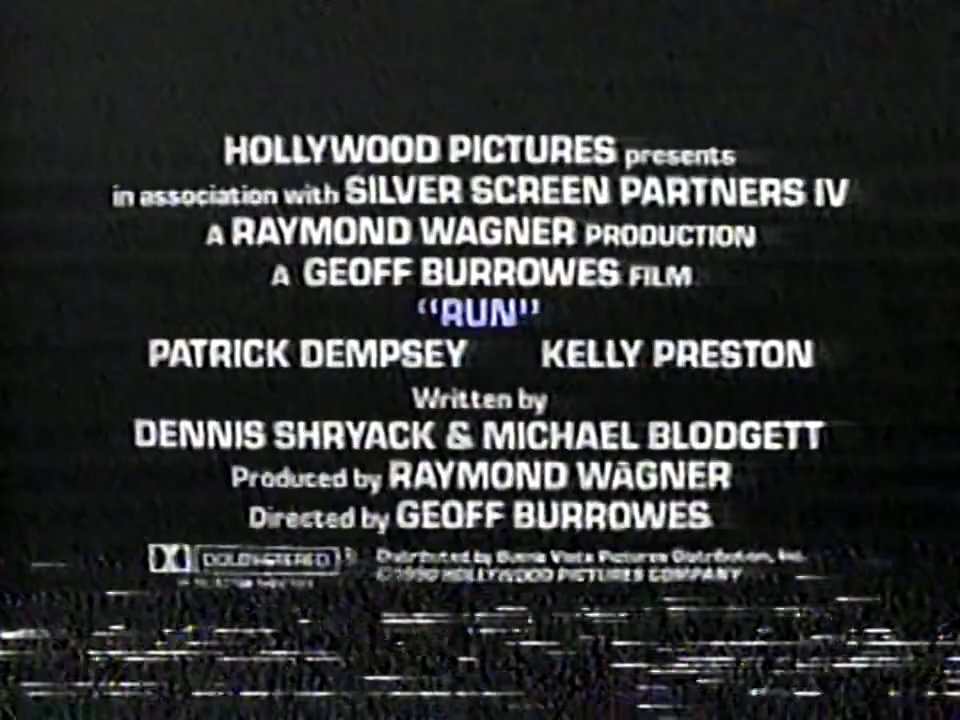 HOLLYWOOD PICTURES presents
in association with SILVER SCREEN PARTNERS IV
A RAYMOND WAGNER PRODUCTION
A GEOFF BURROWES FILM
"RUN"
PATRICK DEMPSEY KELLY PRESTON
Written by
DENNIS SHRYACK & MICHAEL BLODGETT
Produced by RAYMOND WAGNER
Directed by GEOFF BURROWES
DOLBY STEREO Distributed by Buena Vista Pictures Distribution, Inc.
©1990 HOLLYWOOD PICTURES COMPANY